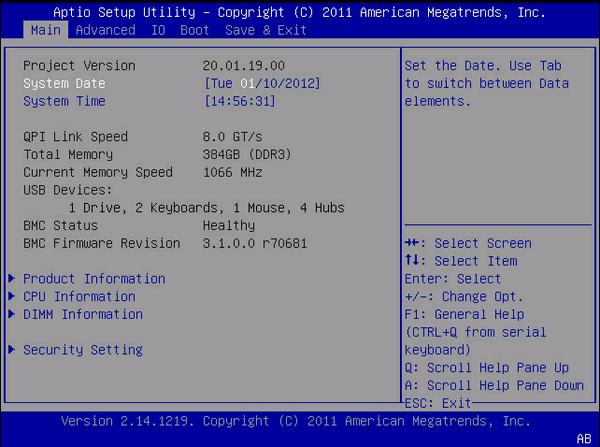 Aptio Setup Utility - Copyright (C) 2011 American Megatrends, Inc.
Main Advanced IO Boot Save & Exit
Project Version 20.01.19.00
System Date [Tue 01/10/2012]
System Time [14:56:31]
QPI Link Speed 8.0 GT/s
Total Memory 384GB (DDR3)
Current Memory Speed 1066 MHz
USB Devices:
1 Drive, 2 Keyboards, 1 Mouse, 4 Hubs
BMC Status Healthy
BMC Firmware Revision 3.1.0.0 r70681
Product Information
CPU Information
DIMM Information
Security Setting
Set the Date. Use Tab
to switch between Data
elements.
→←: Select Screen
↑↓: Select Item
Enter: Select
+/-: Change Opt.
F1: General Help
(CTRL+Q from serial
keyboard)
Q: Scroll Help Pane Up
A: Scroll Help Pane Down
ESC: Exit
Version 2.14.1219. Copyright (C) 2011 American Megatrends, Inc.
AB